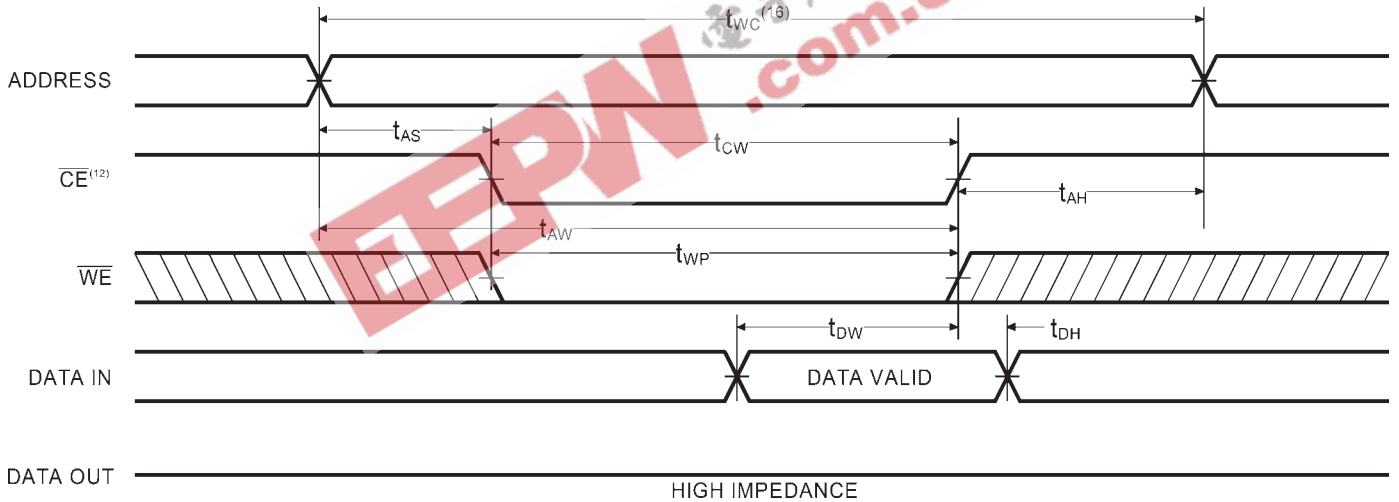 tWC(16)
ADDRESS
tAS
tCW
CE(12)
tAH
tAW
WE
tWP
tDW
tDH
DATA IN
DATA VALID
DATA OUT
HIGH IMPEDANCE
EEPW
.com.c